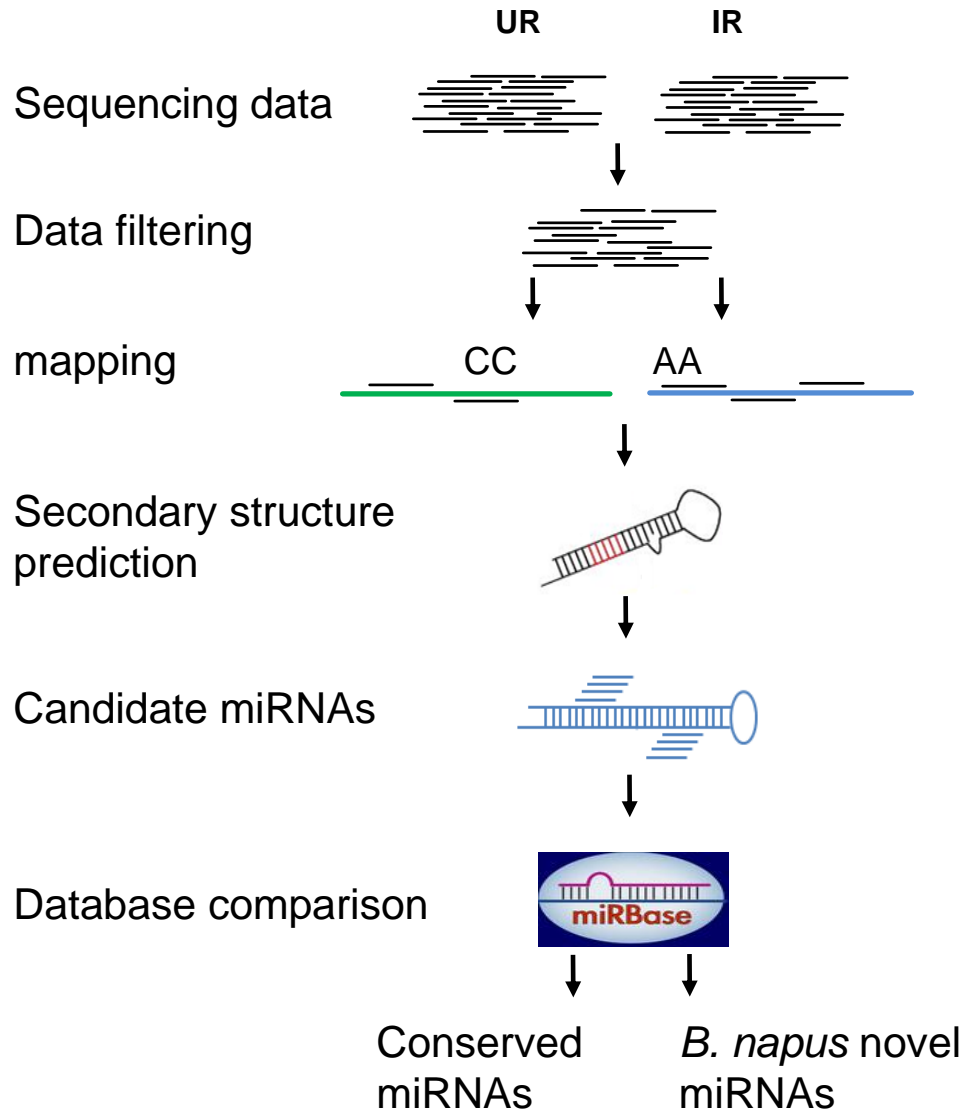 UR IR
Sequencing data
Data filtering
mapping
CC AA
Secondary structure
prediction
Candidate miRNAs
Database comparison
miRBase
Conserved
miRNAs
B. napus novel
miRNAs